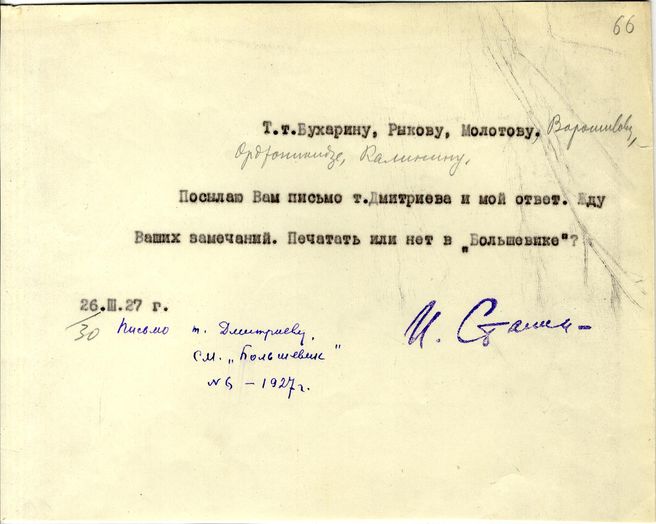 66
Т.т.Бухарину, Рыкову, Молотову, Ворошилову,
Орджоникидзе, Калинину.
Посылаю Вам письмо т.Дмитриева и мой ответ. Жду
Ваших замечаний. Печатать или нет в „Большевике"?
26.III.27 г.
И. Сталин
30 Письмо т. Дмитриеву,
см. „Большевик"
№6 – 1927 г.